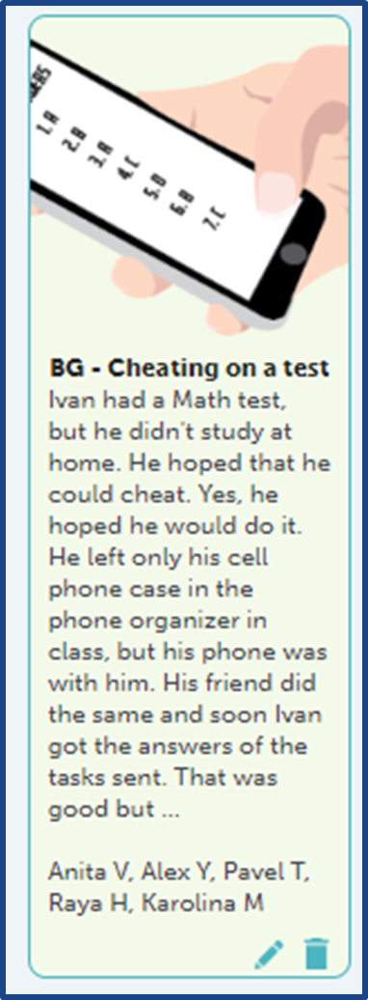 1. A
2. B
3. A
4. C
5. B
6. B
7. C
BG - Cheating on a test
Ivan had a Math test,
but he didn't study at
home. He hoped that he
could cheat. Yes, he
hoped he would do it.
He left only his cell
phone case in the
phone organizer in
class, but his phone was
with him. His friend did
the same and soon Ivan
got the answers of the
tasks sent. That was
good but ...
Anita V, Alex Y, Pavel T,
Raya H, Karolina M